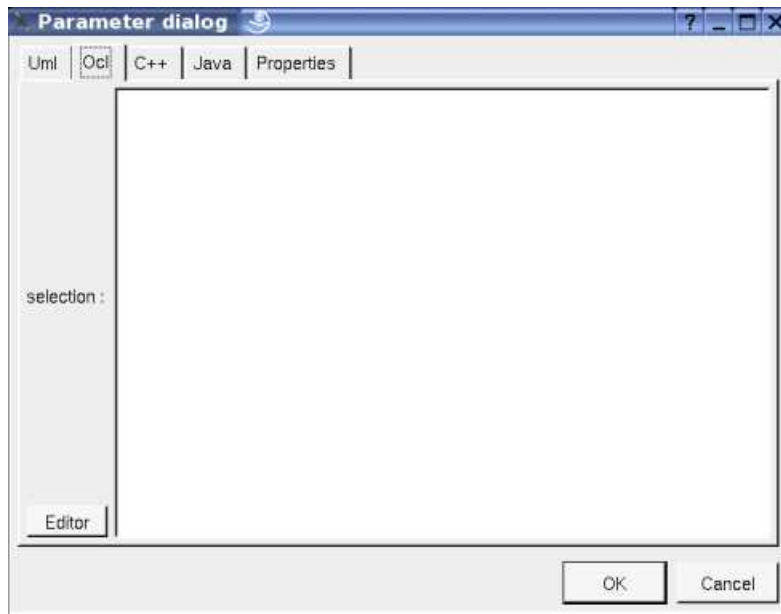 Parameter dialog
Uml Ocl C++ Java Properties
selection :
Editor
OK Cancel